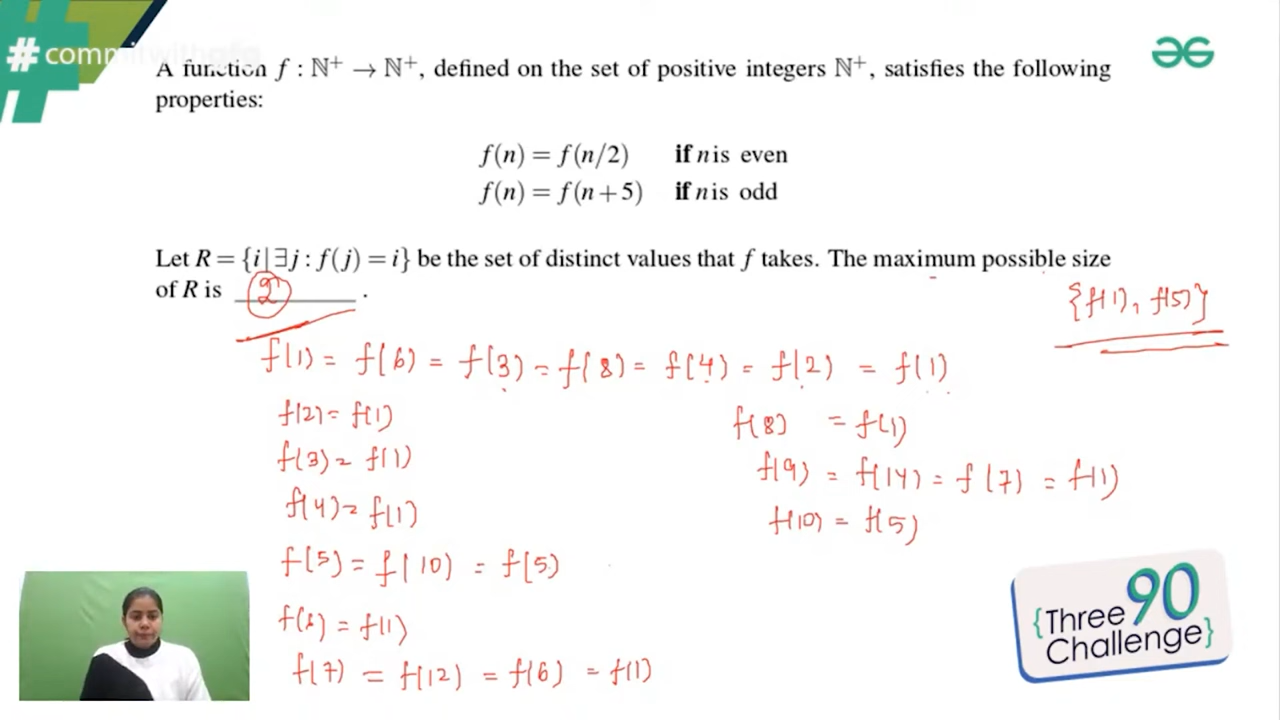 #commitwithgfg
A function f : ℕ⁺ → ℕ⁺, defined on the set of positive integers ℕ⁺, satisfies the following
properties:
f(n) = f(n/2) if n is even
f(n) = f(n+5) if n is odd
Let R = {i|∃j : f(j) = i} be the set of distinct values that f takes. The maximum possible size
of R is 2 .
{f(1), f(5)}
f(1) = f(6) = f(3) = f(8) = f(4) = f(2) = f(1)
f(2) = f(1)
f(3) = f(1)
f(4) = f(1)
f(5) = f(10) = f(5)
f(6) = f(1)
f(7) = f(12) = f(6) = f(1)
f(8) = f(1)
f(9) = f(14) = f(7) = f(1)
f(10) = f(5)
{Three 90
Challenge}